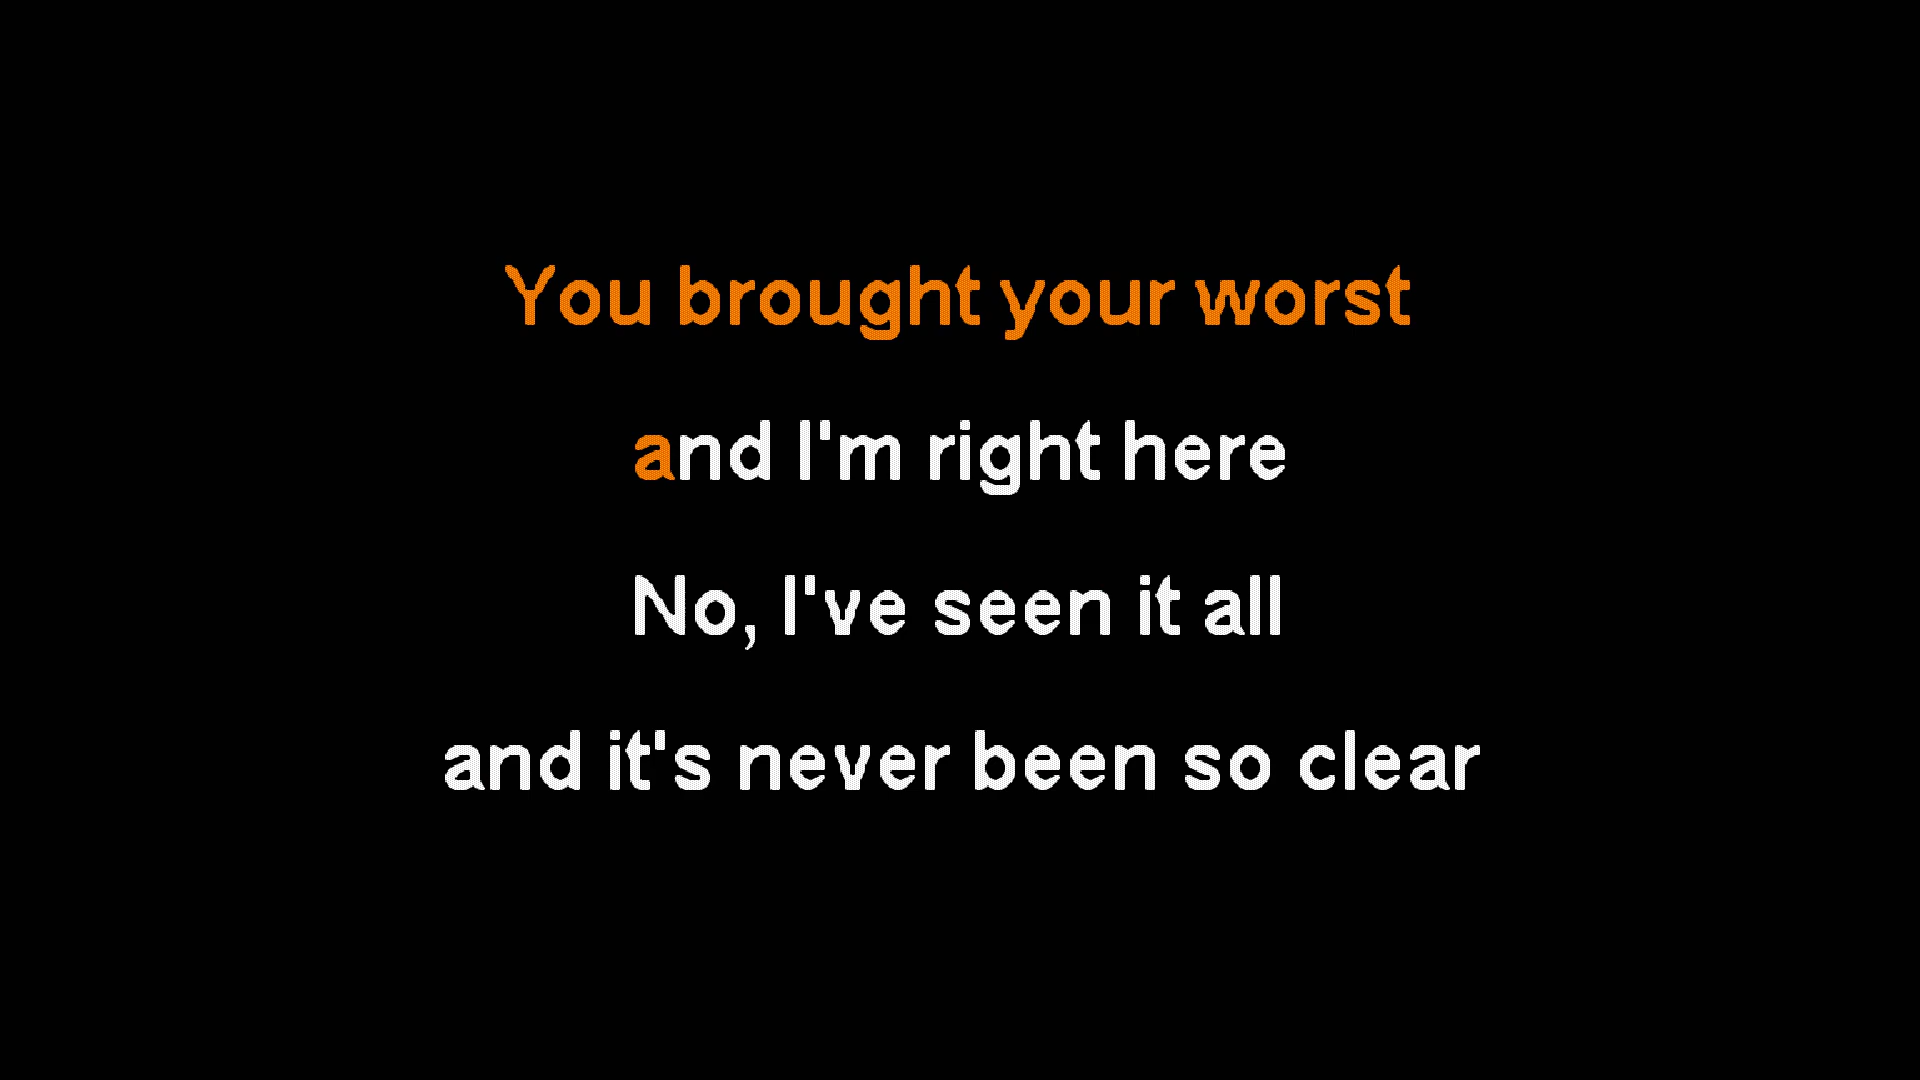 You brought your worst
and I'm right here
No, I've seen it all
and it's never been so clear